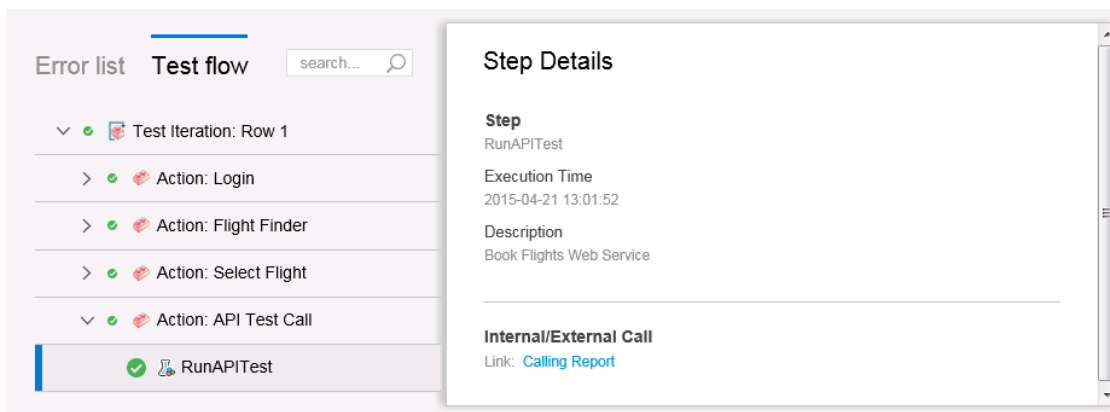 Error list Test flow search...
Test Iteration: Row 1
Action: Login
Action: Flight Finder
Action: Select Flight
Action: API Test Call
RunAPITest
Step Details
Step
RunAPITest
Execution Time
2015-04-21 13:01:52
Description
Book Flights Web Service
Internal/External Call
Link: Calling Report